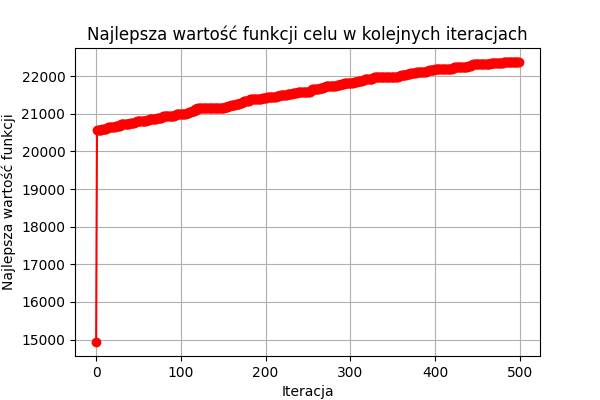 Najlepsza wartość funkcji celu w kolejnych iteracjach
Najlepsza wartość funkcji
22000
21000
20000
19000
18000
17000
16000
15000
0 100 200 300 400 500
Iteracja